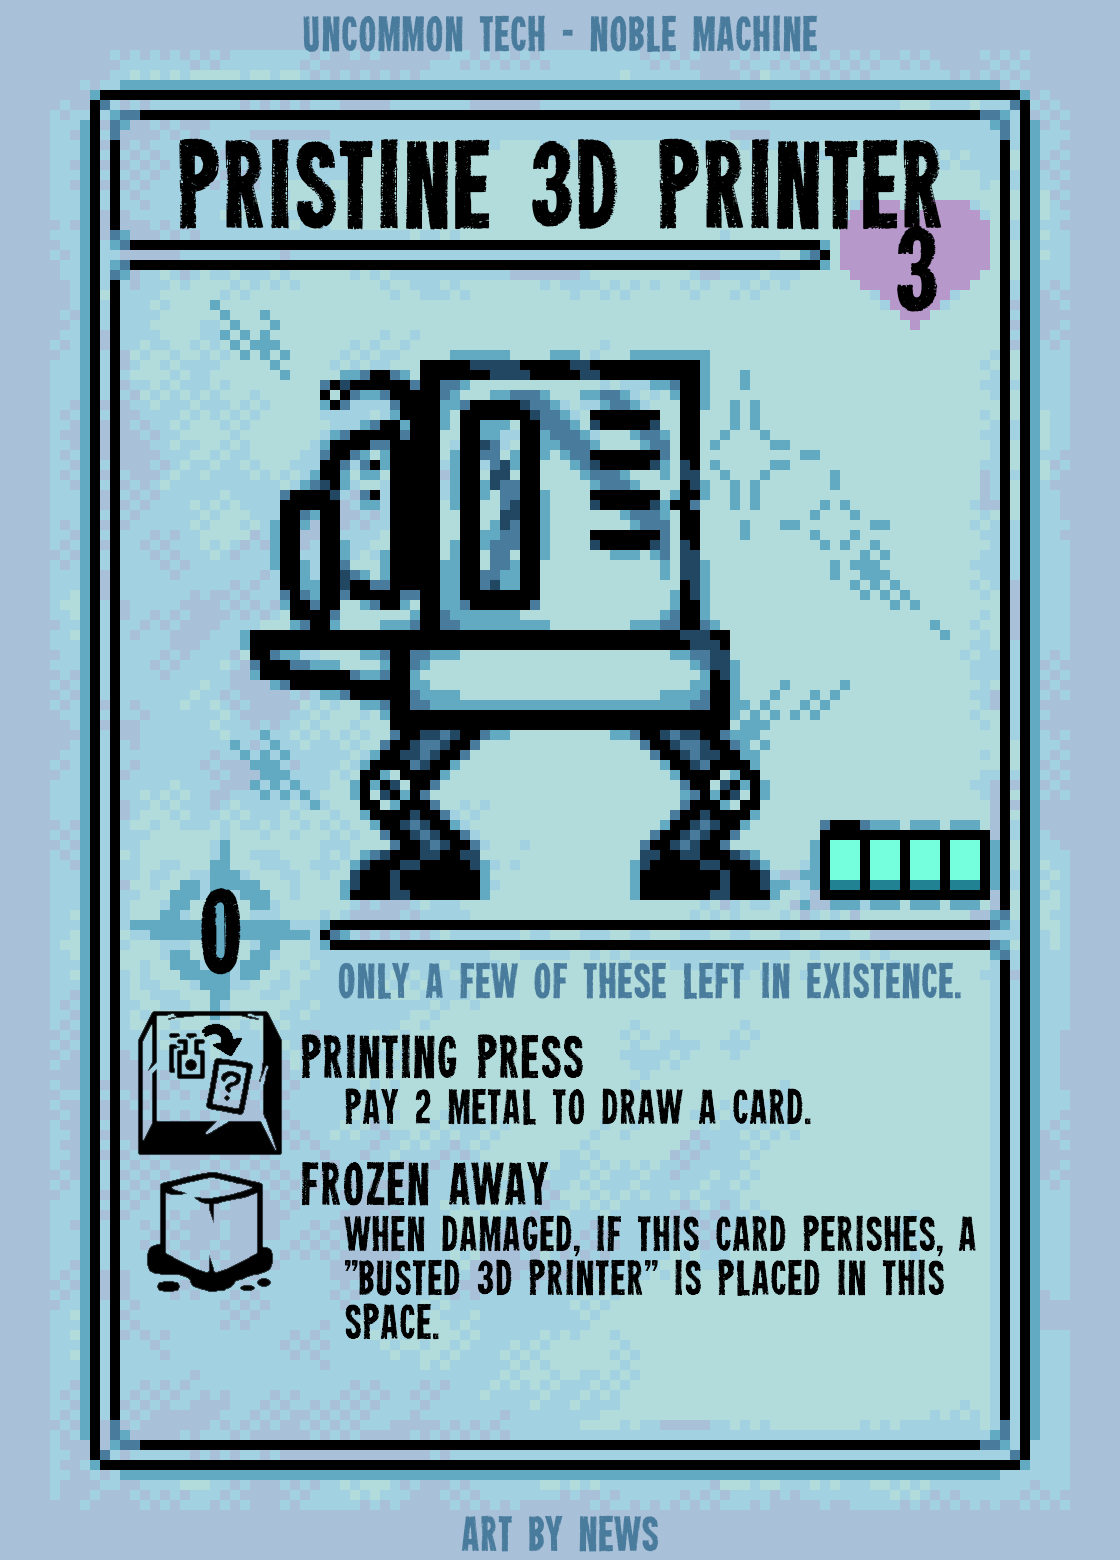 UNCOMMON TECH - NOBLE MACHINE
PRISTINE 3D PRINTER
3
0
ONLY A FEW OF THESE LEFT IN EXISTENCE.
?
PRINTING PRESS
PAY 2 METAL TO DRAW A CARD.
FROZEN AWAY
WHEN DAMAGED, IF THIS CARD PERISHES, A
"BUSTED 3D PRINTER" IS PLACED IN THIS
SPACE.
ART BY NEWS